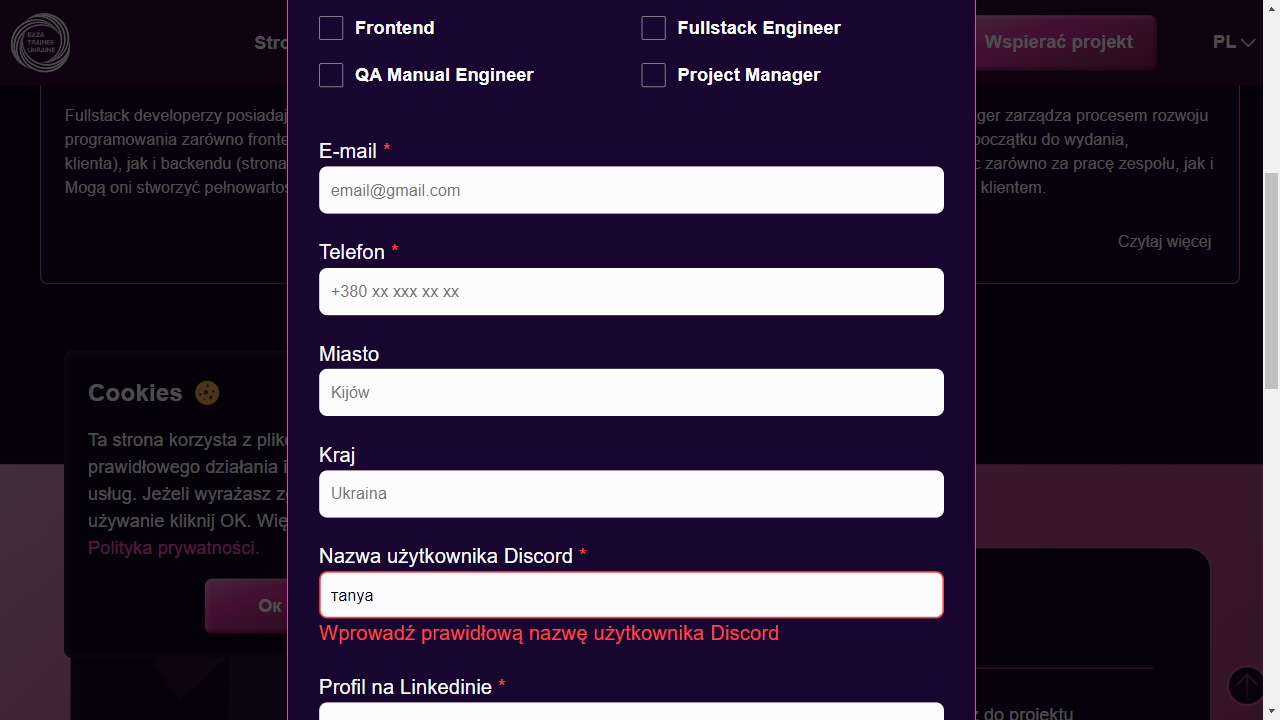 BAZA
TRAINEE
UKRAINE
Wspierać projekt
PL
Frontend
Fullstack Engineer
QA Manual Engineer
Project Manager
Fullstack developerzy posiadaj
programowania zarówno fronte
klienta), jak i backendu (strona
Mogą oni stworzyć pełnowartoś
ger zarządza procesem rozwoju
początku do wydania,
c zarówno za pracę zespołu, jak i
klientem.
Czytaj więcej
E-mail *
email@gmail.com
Telefon *
+380 xx xxx xx xx
Miasto
Kijów
Kraj
Ukraina
Nazwa użytkownika Discord *
тanya
Wprowadź prawidłową nazwę użytkownika Discord
Profil na Linkedinie *
Cookies
Ta strona korzysta z plikó
prawidłowego działania i
usług. Jeżeli wyrażasz zg
używanie kliknij OK. Wię
Polityka prywatności.
Ок
do projektu